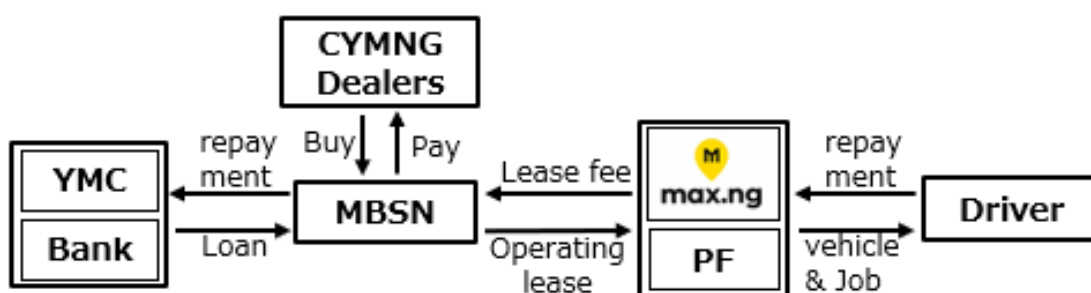 CYMNG
Dealers
Buy
Pay
YMC
Bank
repay
ment
Loan
MBSN
Lease fee
Operating
lease
M
max.ng
PF
repay
ment
vehicle
& Job
Driver